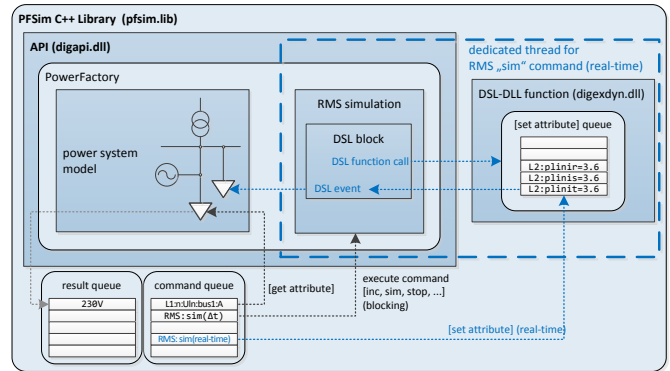 PFSim C++ Library (pfsim.lib)
API (digapi.dll)
dedicated thread for
RMS „sim“ command (real-time)
PowerFactory
power system
model
RMS simulation
DSL block
DSL function call
DSL event
DSL-DLL function (digexdyn.dll)
[set attribute] queue
L2:plinir=3.6
L2:plinis=3.6
L2:plinit=3.6
result queue
230V
command queue
L1:n:Uln:bus1:A
RMS:sim(Δt)
RMS:sim(real-time)
[get attribute]
execute command
[inc, sim, stop, ...]
(blocking)
[set attribute] (real-time)